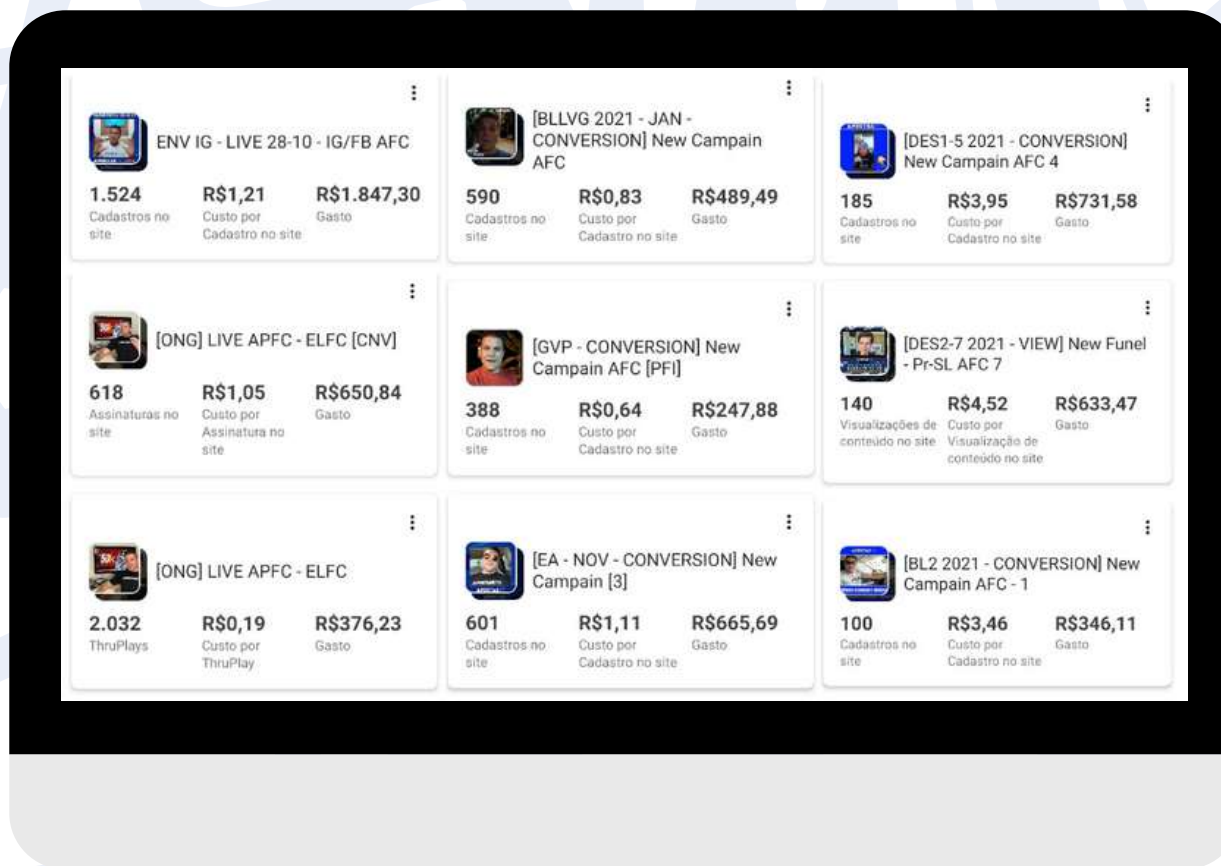 ENV IG - LIVE 28-10 - IG/FB AFC
1.524
R$1,21
R$1.847,30
Cadastros no
site
Custo por
Cadastro no site
Gasto
[BLLVG 2021 - JAN -
CONVERSION] New Campain
AFC
590
R$0,83
R$489,49
Cadastros no
site
Custo por
Cadastro no site
Gasto
[DES1-5 2021 - CONVERSION]
New Campain AFC 4
185
R$3,95
R$731,58
Cadastros no
site
Custo por
Cadastro no site
Gasto
[ONG] LIVE APFC - ELFC [CNV]
618
R$1,05
R$650,84
Assinaturas no
site
Custo por
Assinatura no
site
Gasto
[GVP - CONVERSION] New
Campain AFC [PFI]
388
R$0,64
R$247,88
Cadastros no
site
Custo por
Cadastro no site
Gasto
[DES2-7 2021 - VIEW] New Funel
- Pr-SL AFC 7
140
R$4,52
R$633,47
Visualizações de
conteúdo no site
Custo por
Visualização de
conteúdo no site
Gasto
[ONG] LIVE APFC - ELFC
2.032
R$0,19
R$376,23
ThruPlays
Custo por
ThruPlay
Gasto
[EA - NOV - CONVERSION] New
Campain [3]
601
R$1,11
R$665,69
Cadastros no
site
Custo por
Cadastro no site
Gasto
[BL2 2021 - CONVERSION] New
Campain AFC - 1
100
R$3,46
R$346,11
Cadastros no
site
Custo por
Cadastro no site
Gasto